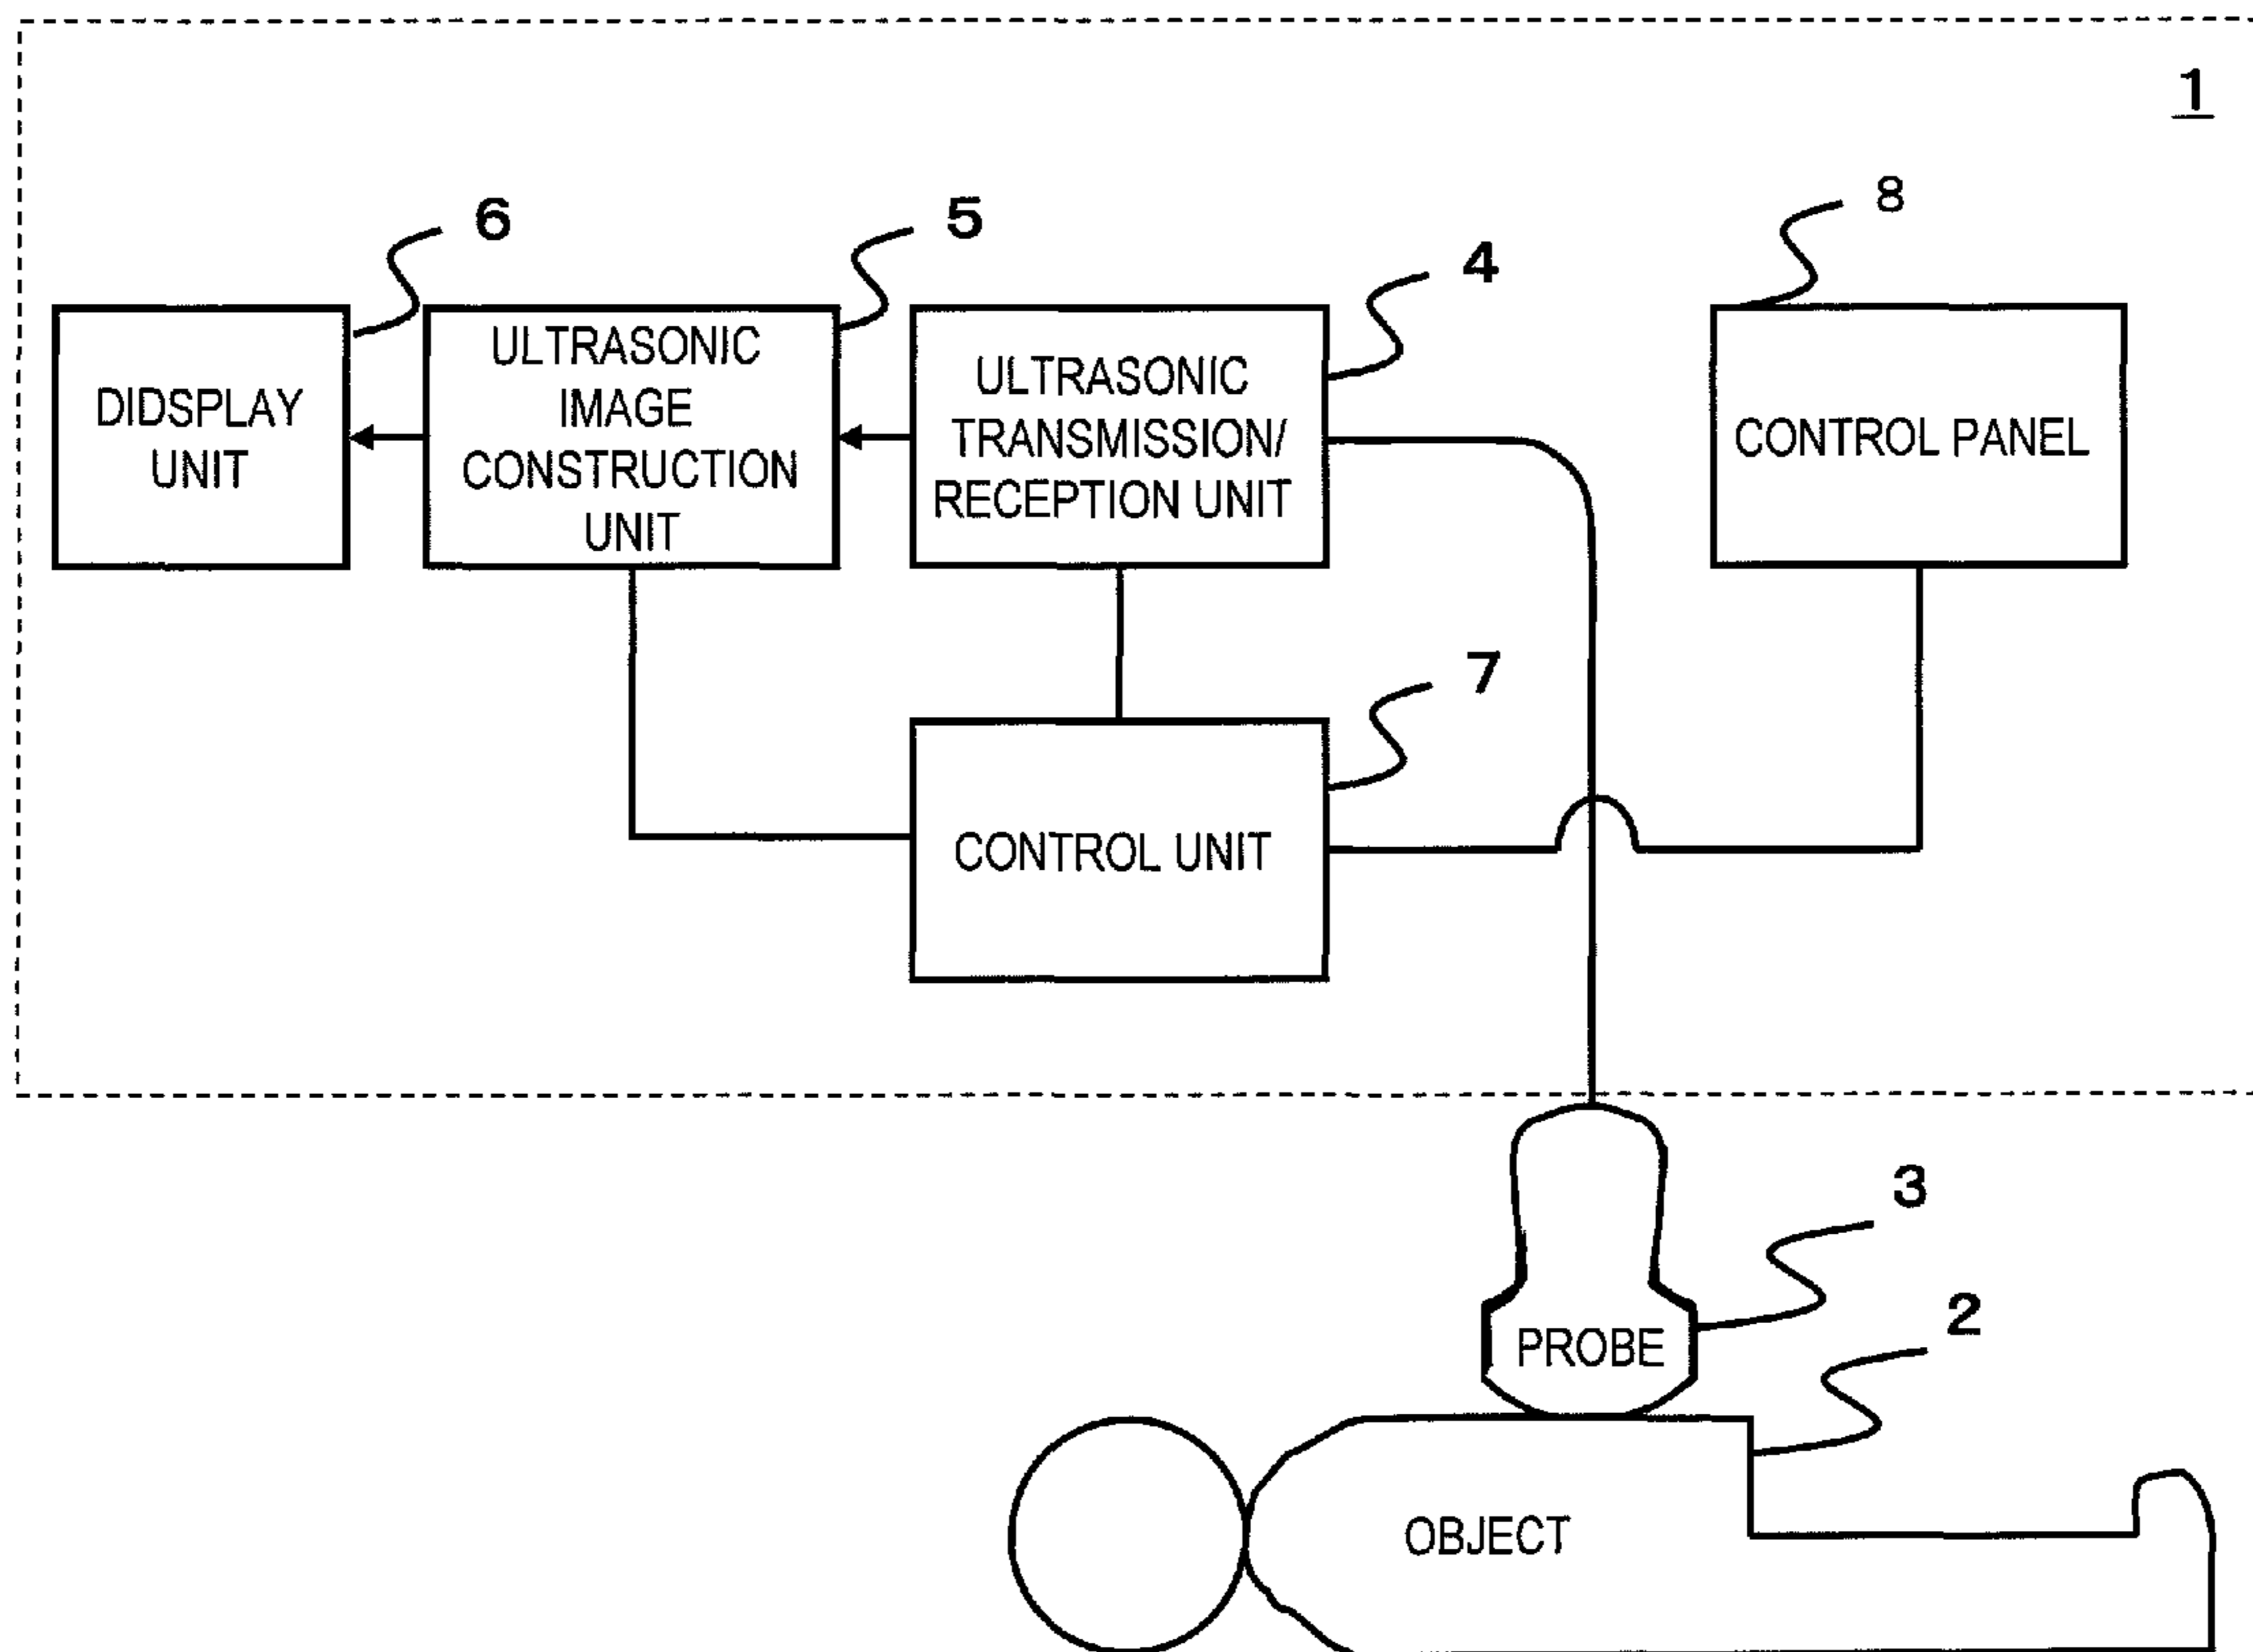 1
6
5
4
8
DIDSPLAY
UNIT
ULTRASONIC
IMAGE
CONSTRUCTION
UNIT
ULTRASONIC
TRANSMISSION/
RECEPTION UNIT
CONTROL PANEL
7
CONTROL UNIT
3
PROBE
2
OBJECT